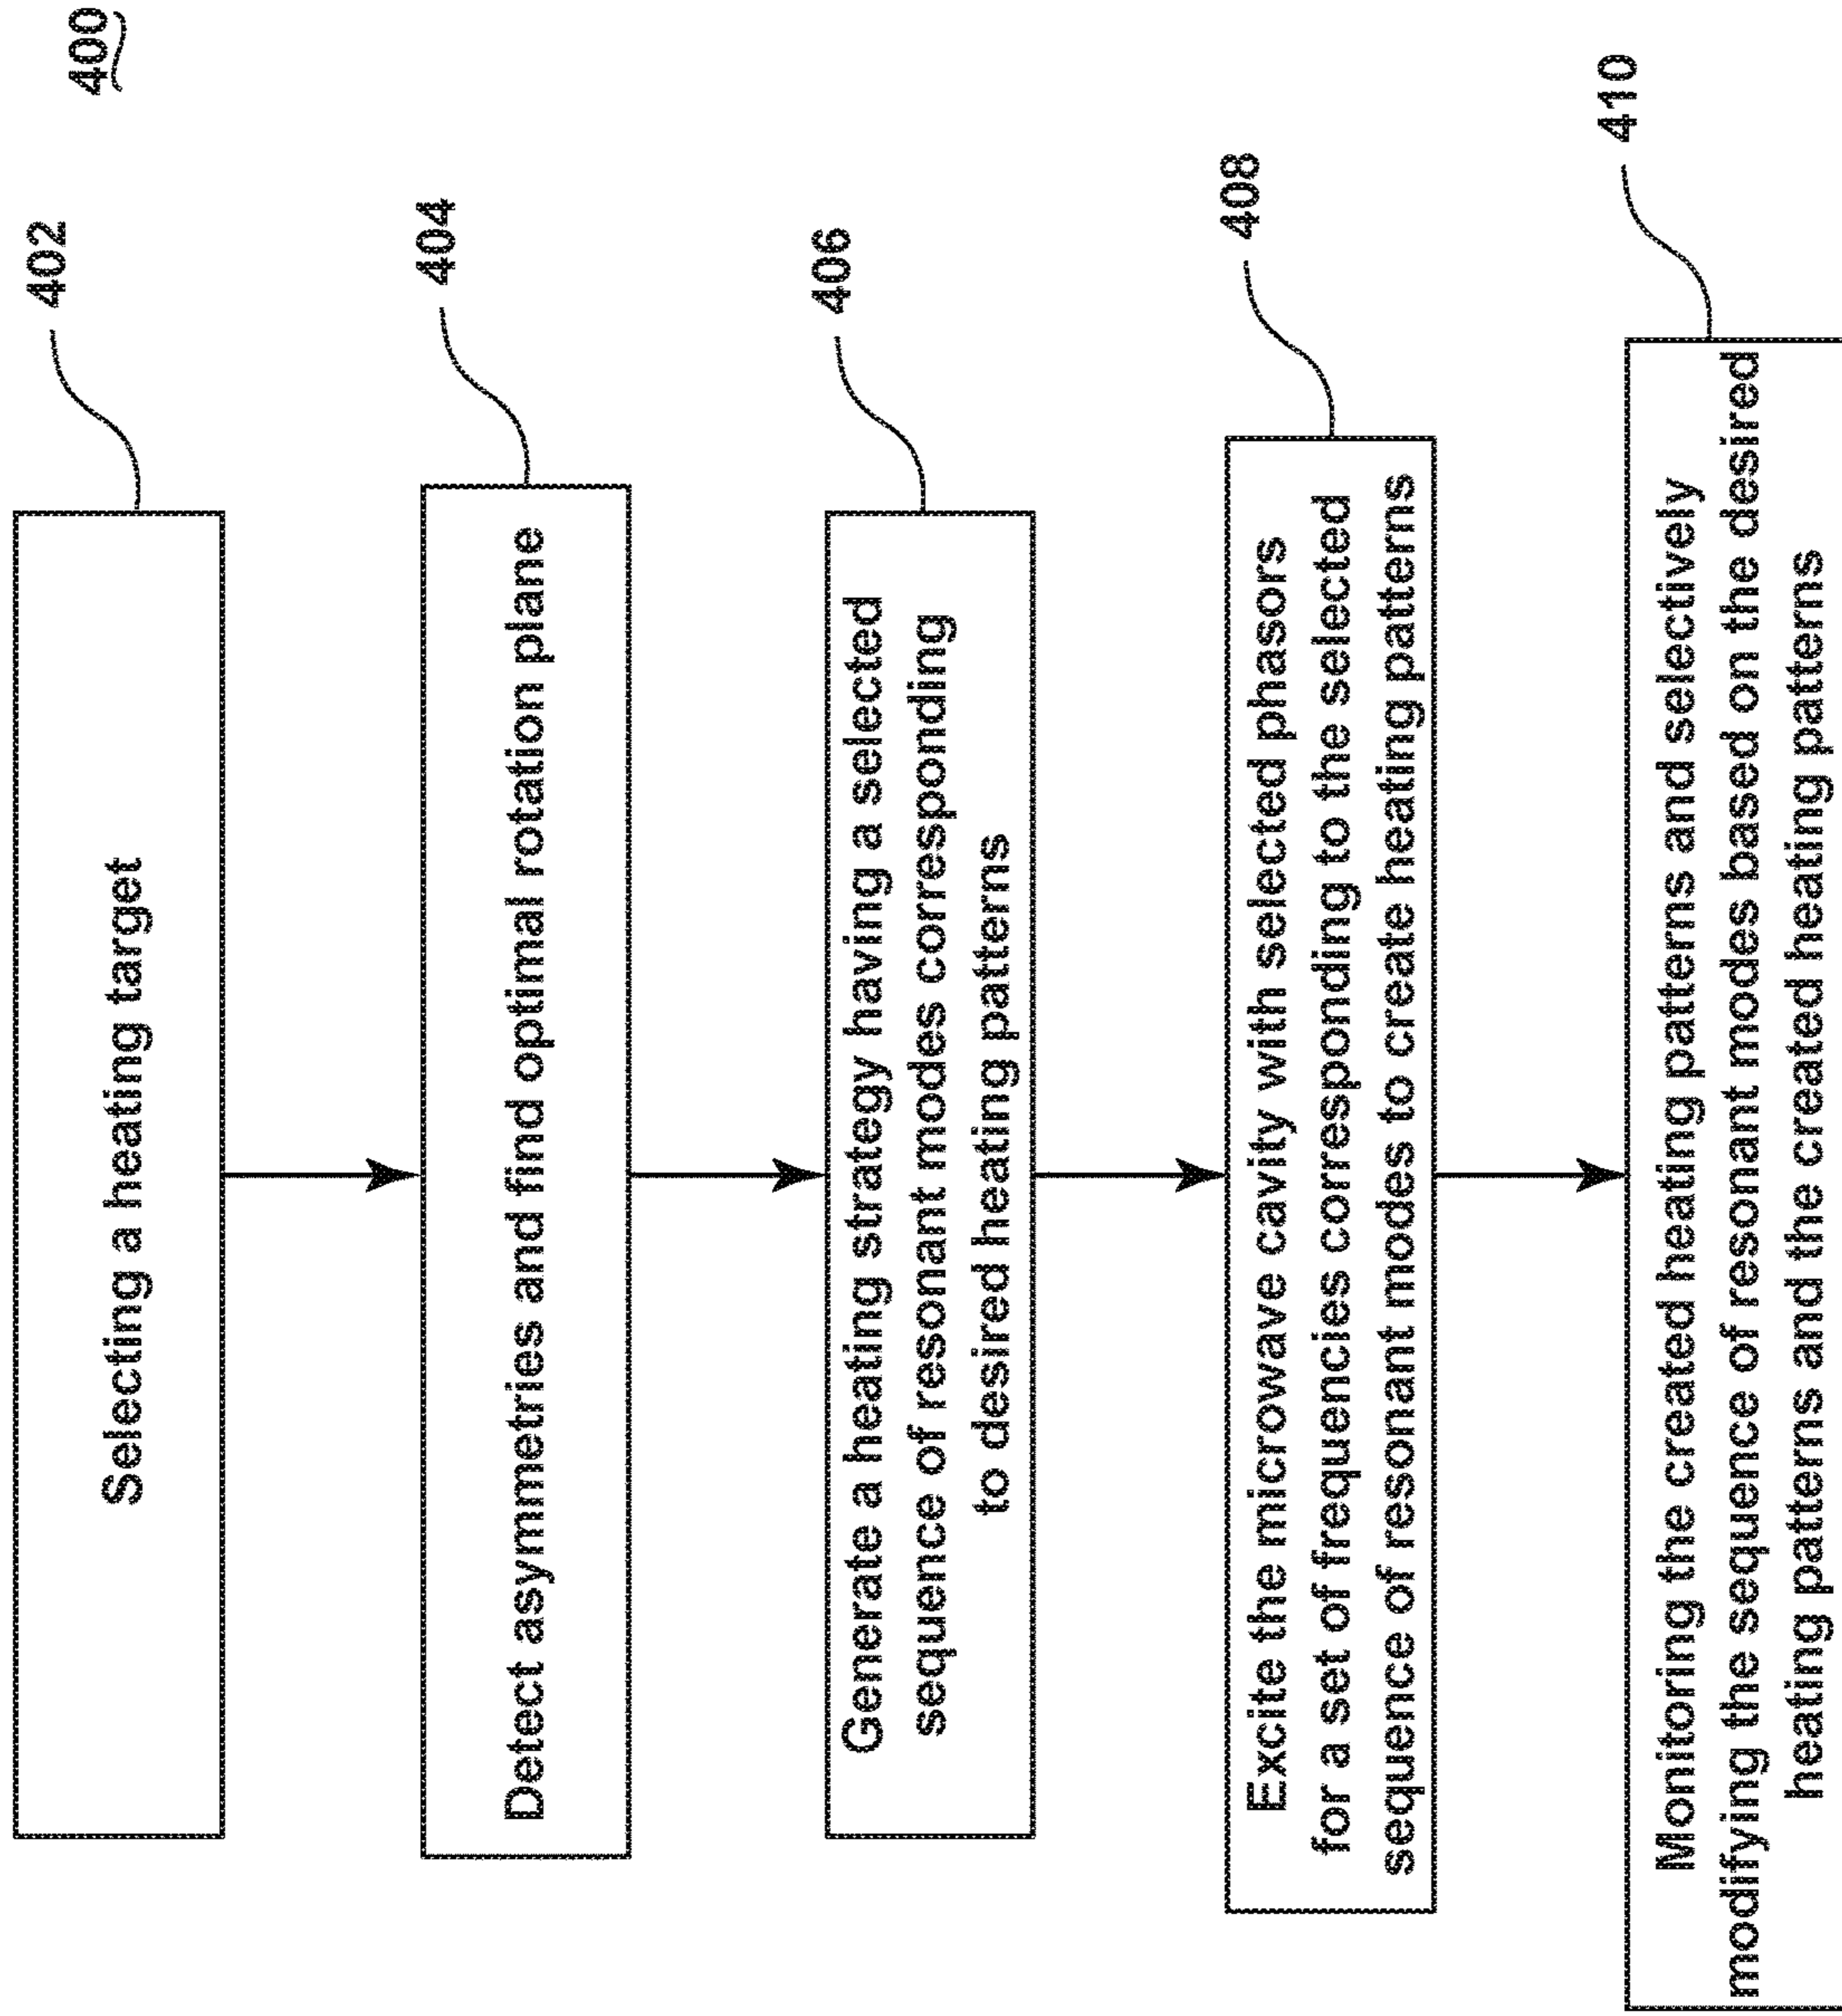 400
402
Selecting a heating target
404
Detect asymmetries and find optimal rotation plane
406
Generate a heating strategy having a selected
sequence of resonant modes corresponding
to desired heating patterns
408
Excite the microwave cavity with selected phasors
for a set of frequencies corresponding to the selected
sequence of resonant modes to create heating patterns
410
Monitoring the created heating patterns and selectively
modifying the sequence of resonant modes based on the desired
heating patterns and the created heating patterns